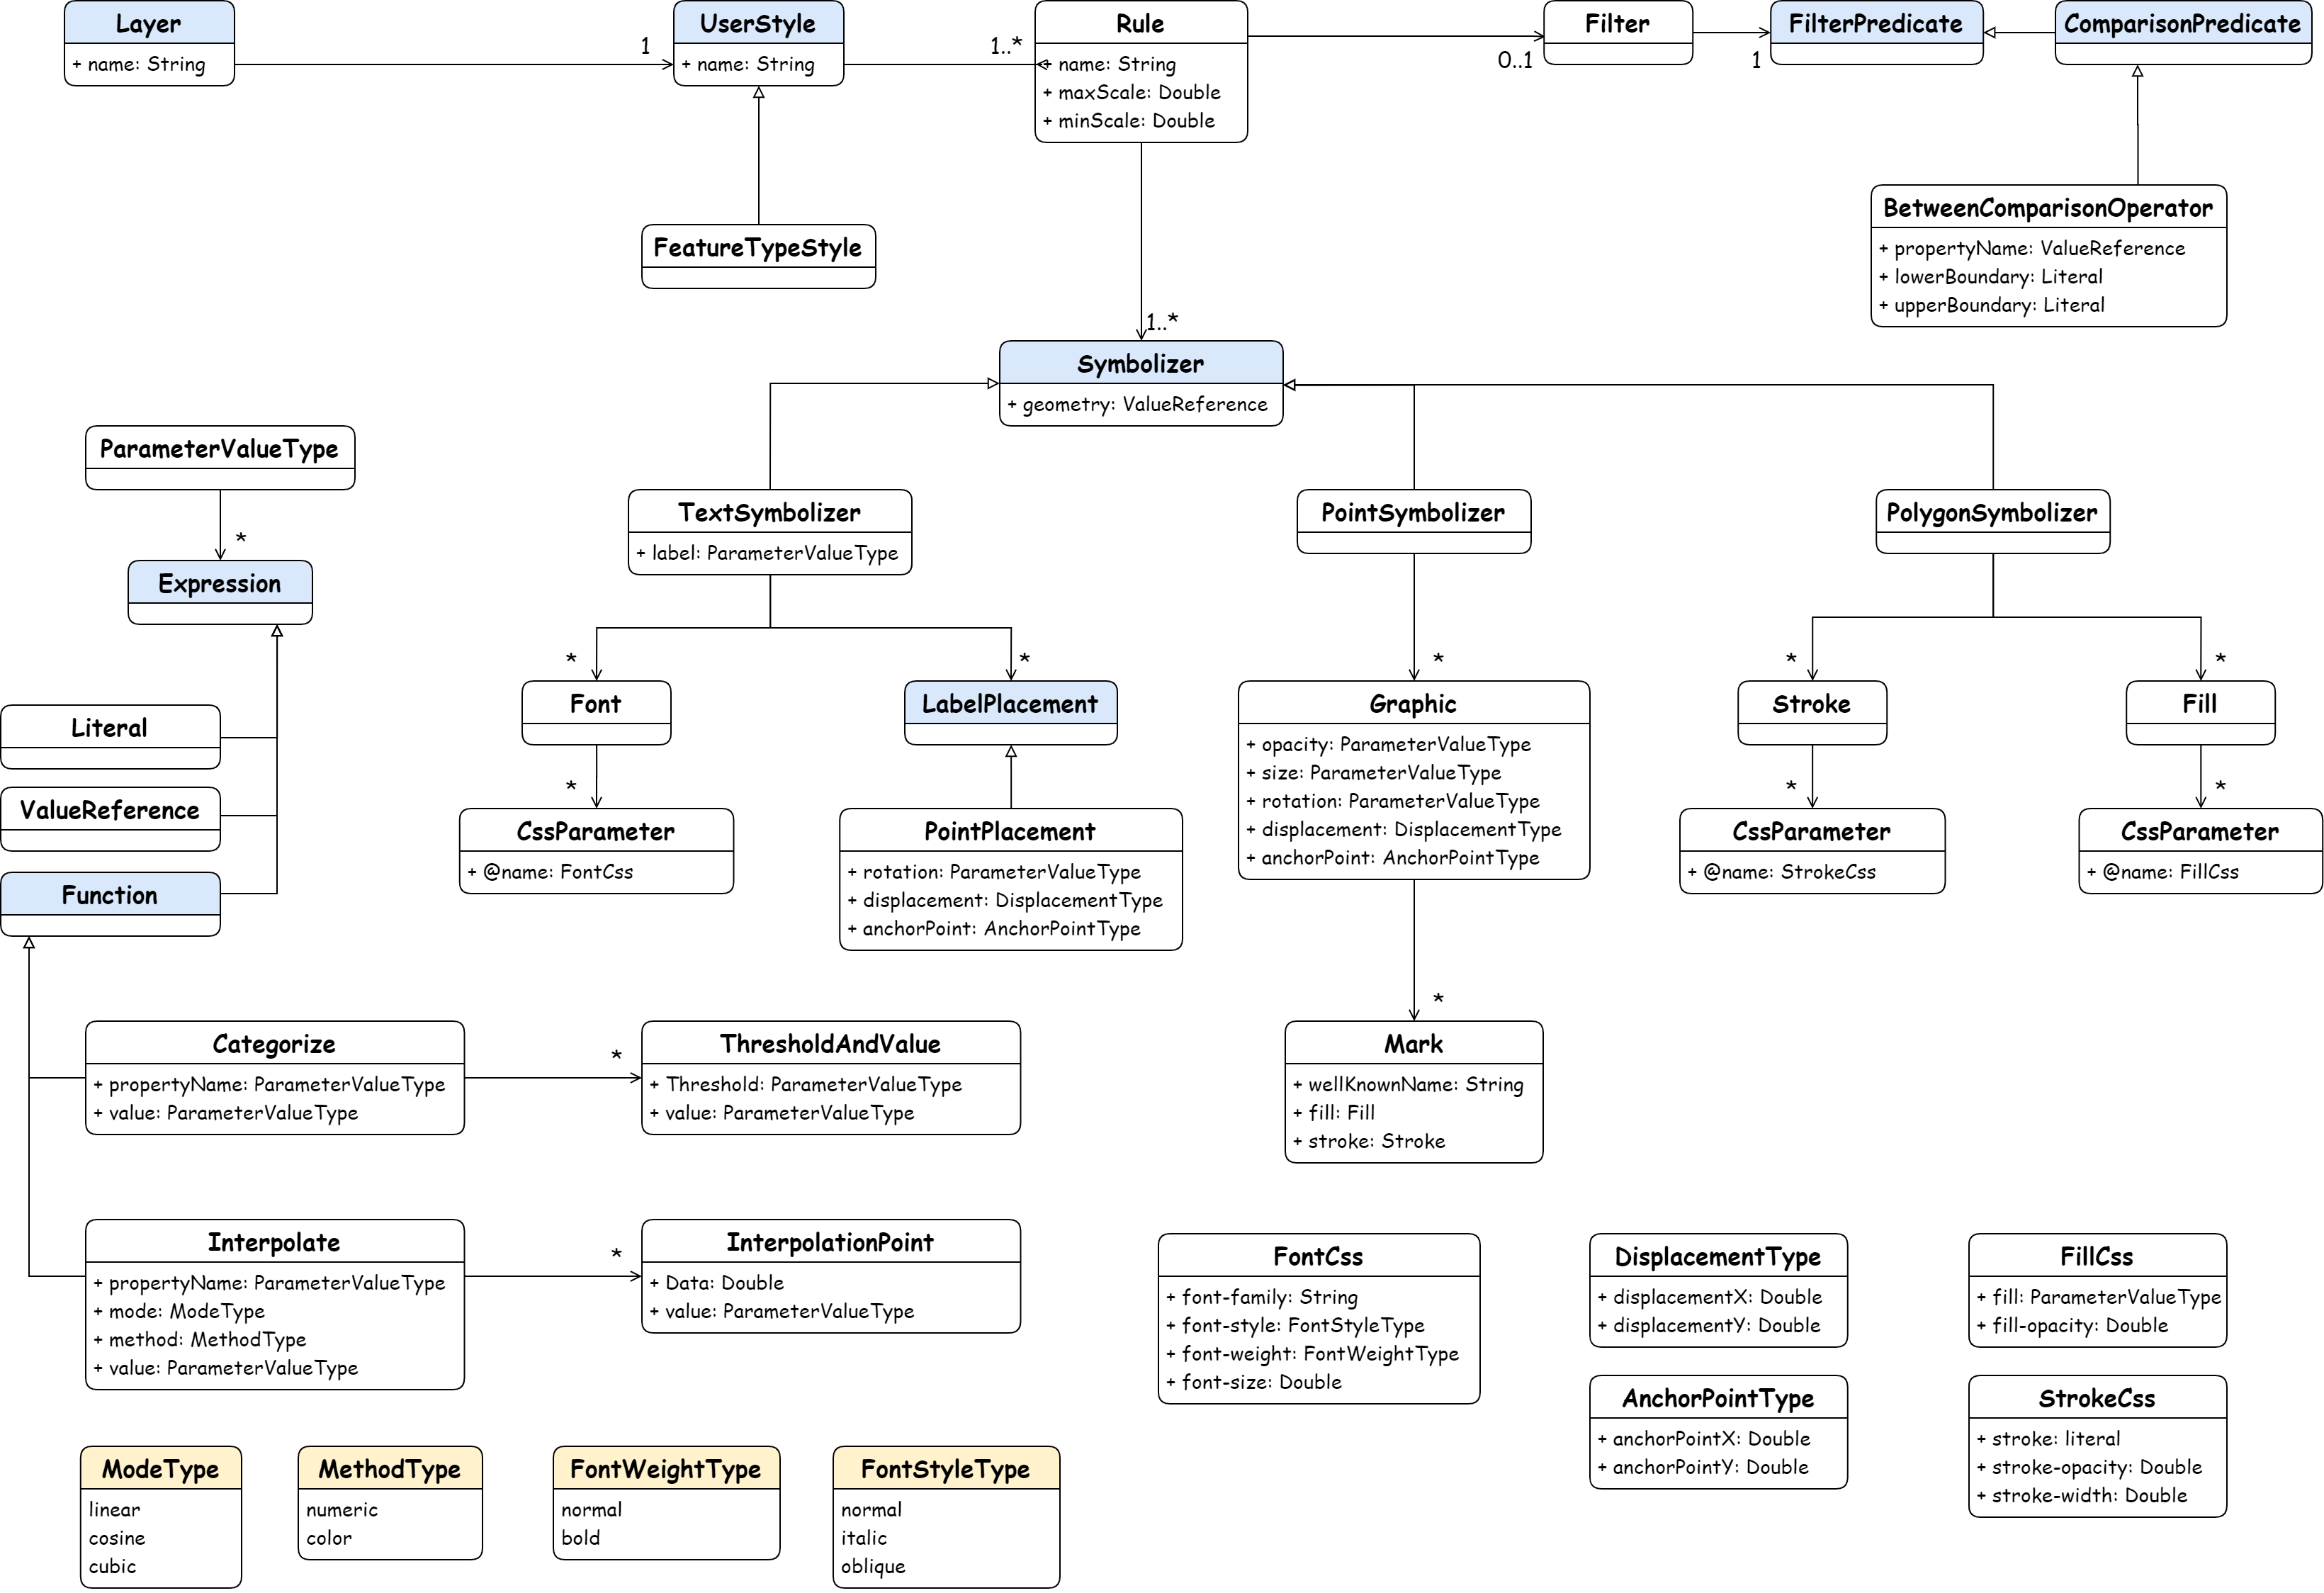 Layer
+ name: String
1
UserStyle
+ name: String
1..*
Rule
+ name: String
+ maxScale: Double
+ minScale: Double
0..1
Filter
1
FilterPredicate
ComparisonPredicate
BetweenComparisonOperator
+ propertyName: ValueReference
+ lowerBoundary: Literal
+ upperBoundary: Literal
FeatureTypeStyle
1..*
Symbolizer
+ geometry: ValueReference
ParameterValueType
*
Expression
Literal
ValueReference
Function
TextSymbolizer
+ label: ParameterValueType
PointSymbolizer
PolygonSymbolizer
*
Font
*
CssParameter
+ @name: FontCss
*
LabelPlacement
PointPlacement
+ rotation: ParameterValueType
+ displacement: DisplacementType
+ anchorPoint: AnchorPointType
*
Graphic
+ opacity: ParameterValueType
+ size: ParameterValueType
+ rotation: ParameterValueType
+ displacement: DisplacementType
+ anchorPoint: AnchorPointType
*
Stroke
*
CssParameter
+ @name: StrokeCss
*
Fill
*
CssParameter
+ @name: FillCss
Categorize
+ propertyName: ParameterValueType
+ value: ParameterValueType
*
ThresholdAndValue
+ Threshold: ParameterValueType
+ value: ParameterValueType
*
Mark
+ wellKnownName: String
+ fill: Fill
+ stroke: Stroke
Interpolate
+ propertyName: ParameterValueType
+ mode: ModeType
+ method: MethodType
+ value: ParameterValueType
*
InterpolationPoint
+ Data: Double
+ value: ParameterValueType
FontCss
+ font-family: String
+ font-style: FontStyleType
+ font-weight: FontWeightType
+ font-size: Double
DisplacementType
+ displacementX: Double
+ displacementY: Double
FillCss
+ fill: ParameterValueType
+ fill-opacity: Double
AnchorPointType
+ anchorPointX: Double
+ anchorPointY: Double
StrokeCss
+ stroke: literal
+ stroke-opacity: Double
+ stroke-width: Double
ModeType
linear
cosine
cubic
MethodType
numeric
color
FontWeightType
normal
bold
FontStyleType
normal
italic
oblique